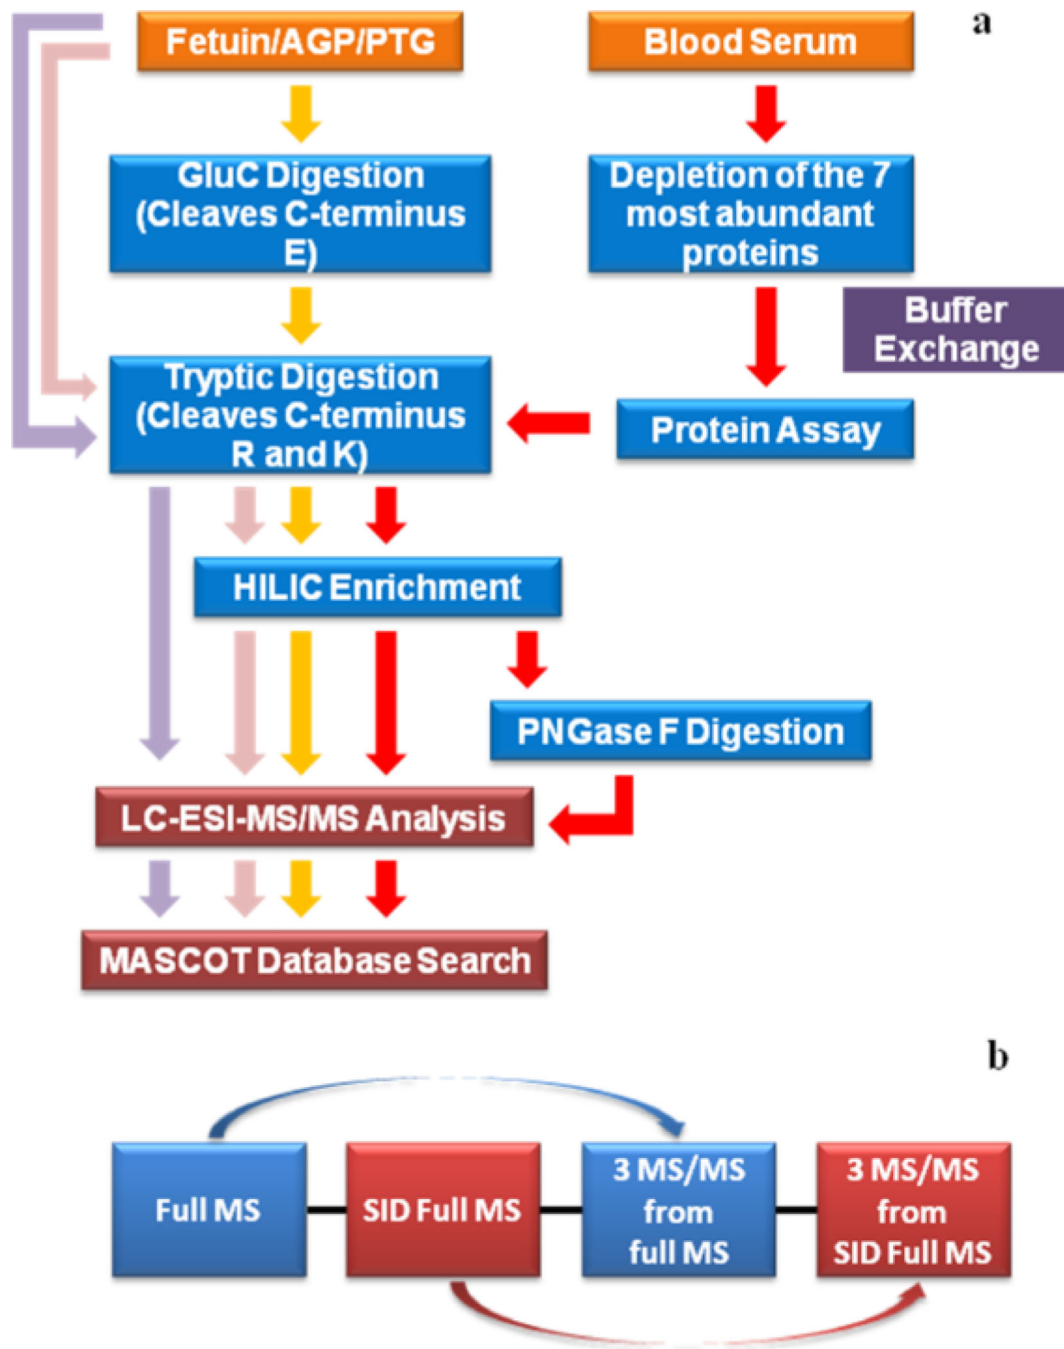 a
Fetuin/AGP/PTG
Blood Serum
GluC Digestion
(Cleaves C-terminus
E)
Depletion of the 7
most abundant
proteins
Buffer
Exchange
Tryptic Digestion
(Cleaves C-terminus
R and K)
Protein Assay
HILIC Enrichment
PNGase F Digestion
LC-ESI-MS/MS Analysis
MASCOT Database Search
b
Full MS
SID Full MS
3 MS/MS
from
full MS
3 MS/MS
from
SID Full MS